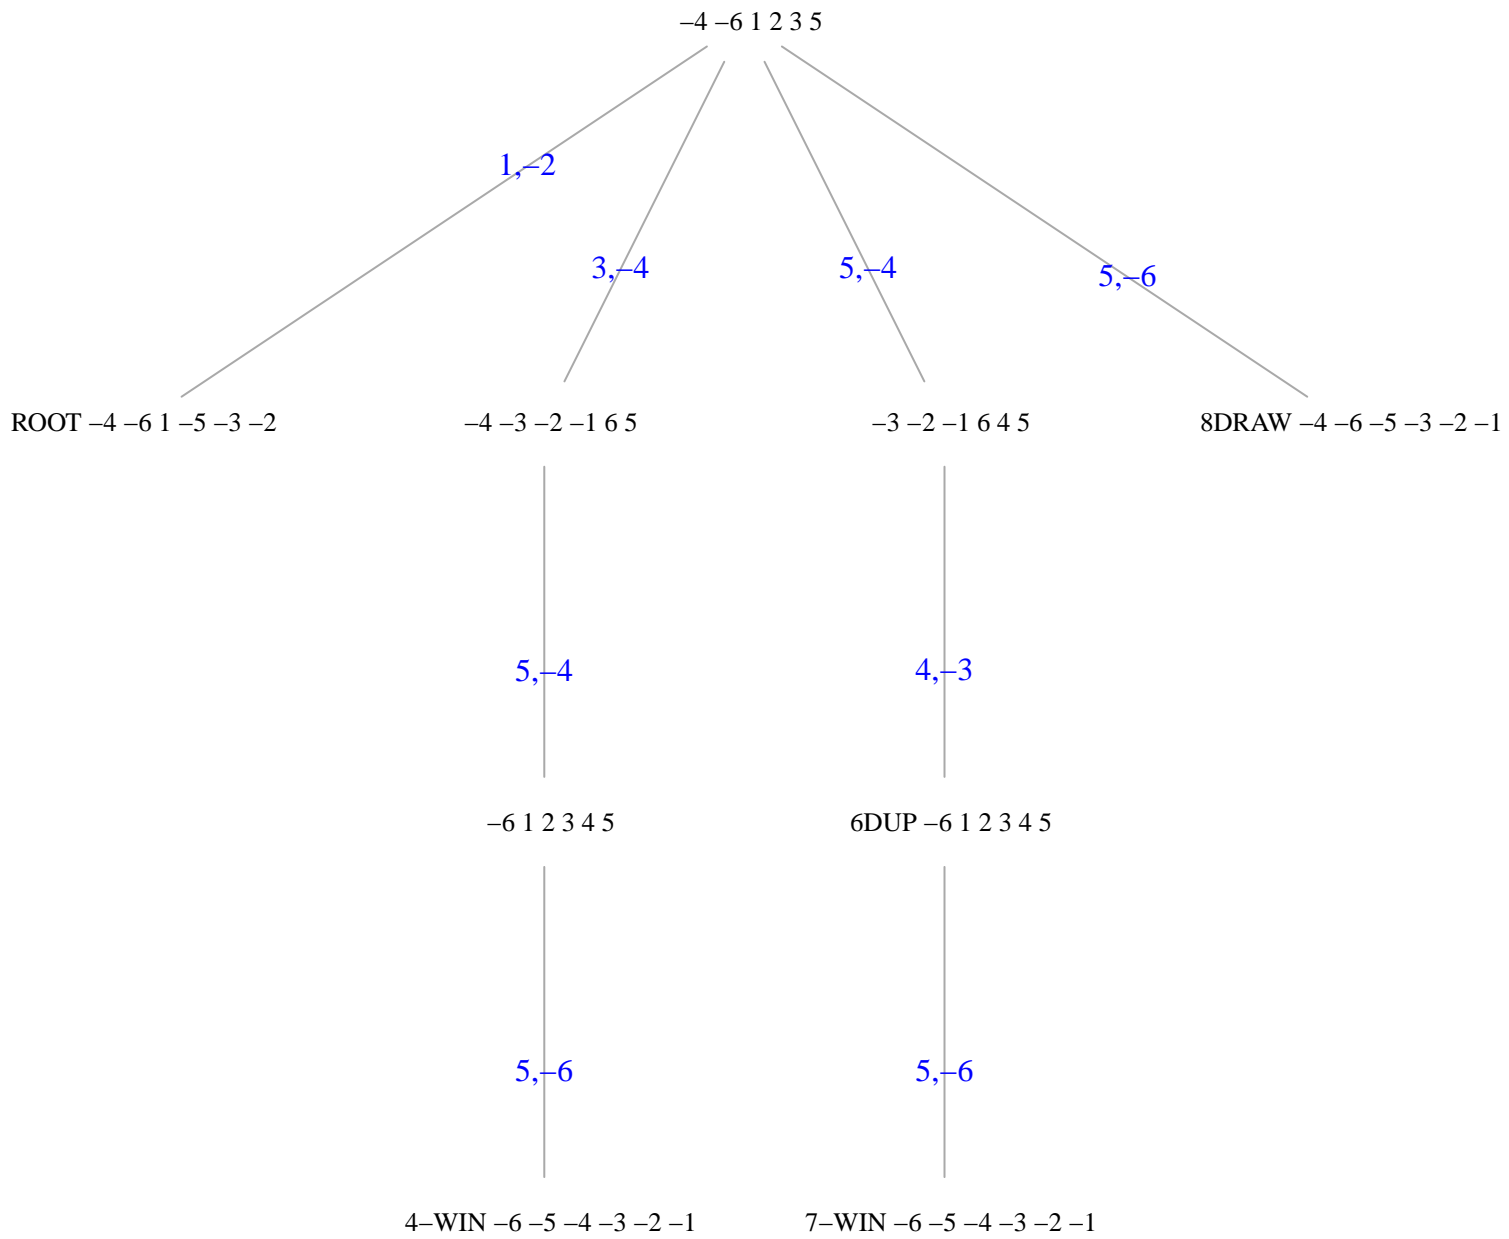 –4 –6 1 2 3 5
1,–2
3,–4
5,–4
5,–6
ROOT –4 –6 1 –5 –3 –2
–4 –3 –2 –1 6 5
–3 –2 –1 6 4 5
8DRAW –4 –6 –5 –3 –2 –1
5,–4
4,–3
–6 1 2 3 4 5
6DUP –6 1 2 3 4 5
5,–6
5,–6
4–WIN –6 –5 –4 –3 –2 –1
7–WIN –6 –5 –4 –3 –2 –1